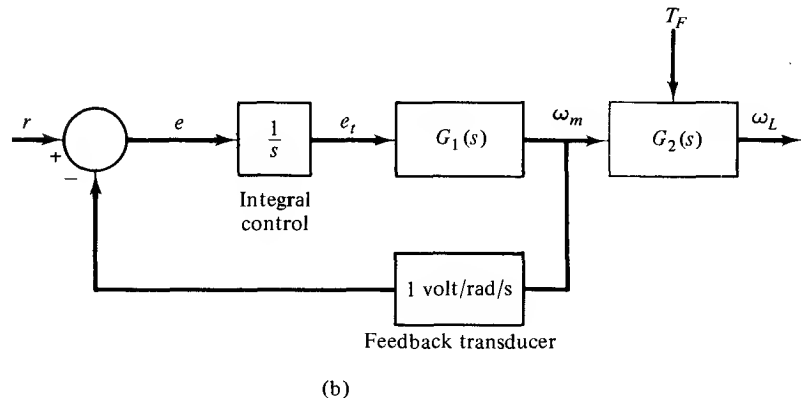 T_F
r
+
−
e
1/s
e_t
G_1(s)
ω_m
G_2(s)
ω_L
Integral
control
1 volt/rad/s
Feedback transducer
(b)